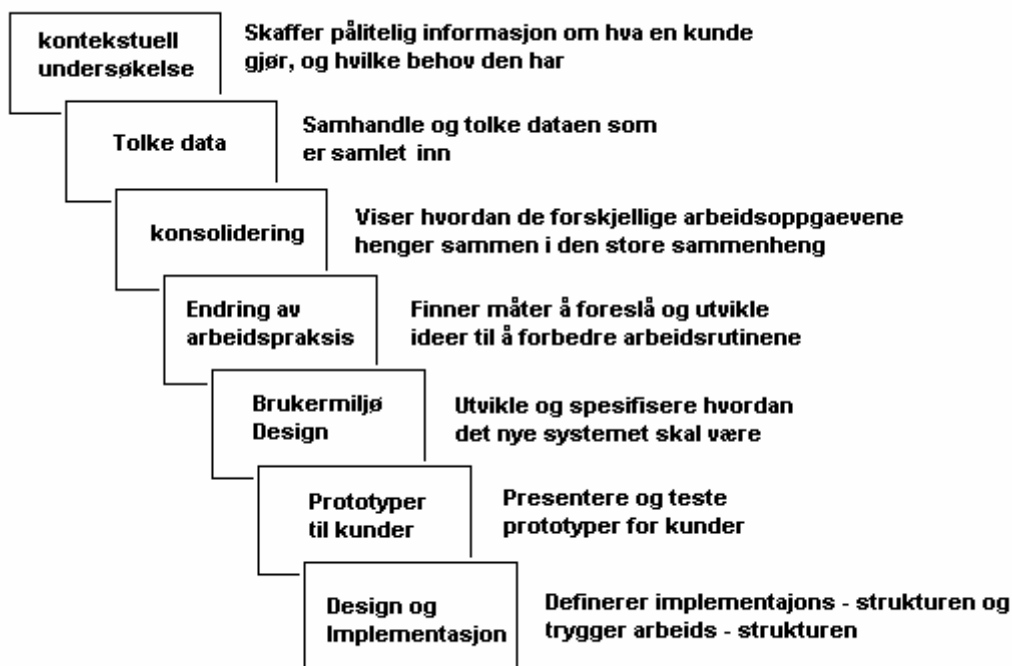 kontekstuell
undersøkelse
Skaffer pålitelig informasjon om hva en kunde
gjør, og hvilke behov den har
Tolke data
Samhandle og tolke dataen som
er samlet inn
konsolidering
Viser hvordan de forskjellige arbeidsoppgaevene
henger sammen i den store sammenheng
Endring av
arbeidspraksis
Finner måter å foreslå og utvikle
ideer til å forbedre arbeidsrutinene
Brukermiljø
Design
Utvikle og spesifisere hvordan
det nye systemet skal være
Prototyper
til kunder
Presentere og teste
prototyper for kunder
Design og
Implementasjon
Definerer implementajons - strukturen og
trygger arbeids - strukturen